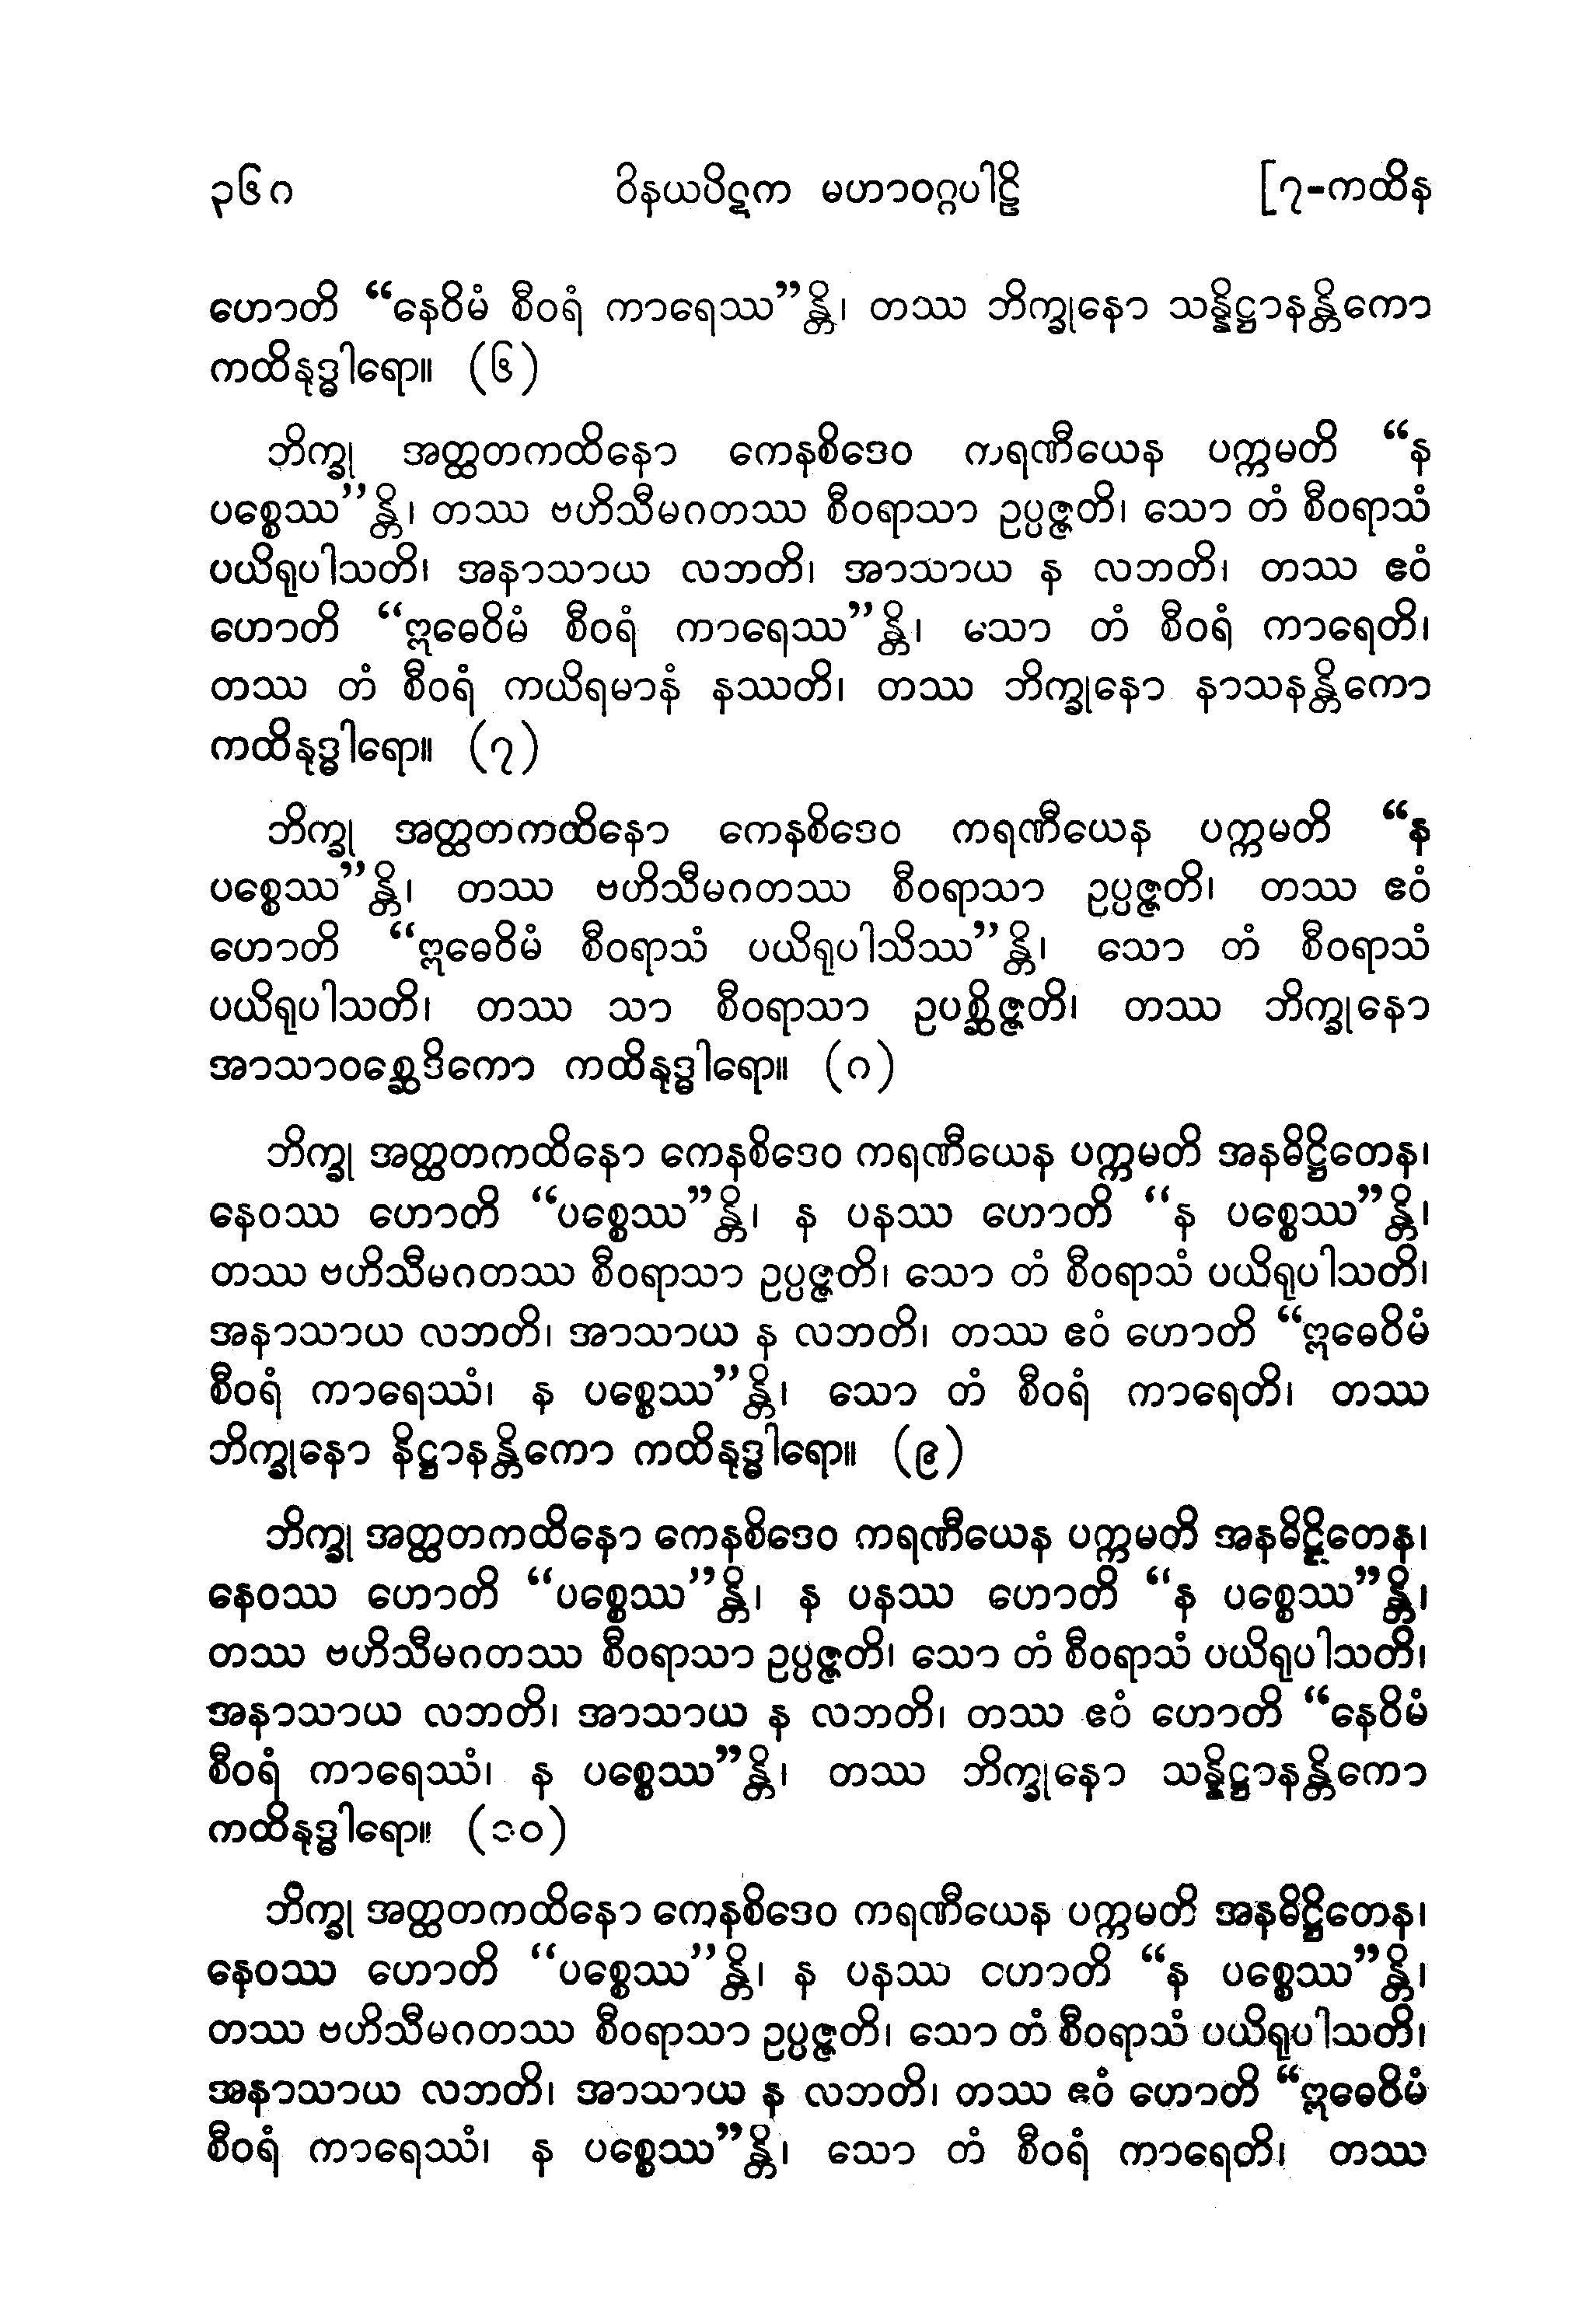 ၃၆ဂ ဝိနယပိဋက မဟာဝဂ္ဂပါဠိ [၇-ကထိန
ဟောတိ “နေဝိမံ စီဝရံ ကာရေဿ”န္တိ၊ တဿ ဘိက္ခုနော သန္နိဋ္ဌာနန္တိကော
ကထိနုဒ္ဓါရော။ (၆)
ဘိက္ခု အတ္ထတကထိနော ကေနစိဒေဝ ကရဏီယေန ပက္ကမတိ “န
ပစ္စေဿ”န္တိ၊ တဿ ဗဟိသီမဂတဿ စီဝရာသာ ဥပ္ပဇ္ဇတိ၊ သော တံ စီဝရာသံ
ပယိရုပါသတိ၊ အနာသာယ လဘတိ၊ အာသာယ န လဘတိ၊ တဿ ဧဝံ
ဟောတိ “ဣဓေဝိမံ စီဝရံ ကာရေဿ”န္တိ၊ သော တံ စီဝရံ ကာရေတိ၊
တဿ တံ စီဝရံ ကယိရမာနံ နဿတိ၊ တဿ ဘိက္ခုနော နာသနန္တိကော
ကထိနုဒ္ဓါရော။ (၇)
ဘိက္ခု အတ္ထတကထိနော ကေနစိဒေဝ ကရဏီယေန ပက္ကမတိ “န
ပစ္စေဿ”န္တိ၊ တဿ ဗဟိသီမဂတဿ စီဝရာသာ ဥပ္ပဇ္ဇတိ၊ တဿ ဧဝံ
ဟောတိ “ဣဓေဝိမံ စီဝရာသံ ပယိရုပါသိဿ”န္တိ၊ သော တံ စီဝရာသံ
ပယိရုပါသတိ၊ တဿ သာ စီဝရာသာ ဥပစ္ဆိဇ္ဇတိ၊ တဿ ဘိက္ခုနော
အာသာဝစ္ဆေဒိကော ကထိနုဒ္ဓါရော။ (ဂ)
ဘိက္ခု အတ္ထတကထိနော ကေနစိဒေဝ ကရဏီယေန ပက္ကမတိ အနဓိဋ္ဌိတေန၊
နေဝဿ ဟောတိ “ပစ္စေဿ”န္တိ၊ န ပနဿ ဟောတိ “န ပစ္စေဿ”န္တိ၊
တဿ ဗဟိသီမဂတဿ စီဝရာသာ ဥပ္ပဇ္ဇတိ၊ သော တံ စီဝရာသံ ပယိရုပါသတိ၊
အနာသာယ လဘတိ၊ အာသာယ န လဘတိ၊ တဿ ဧဝံ ဟောတိ “ဣဓေဝိမံ
စီဝရံ ကာရေဿံ၊ န ပစ္စေဿ”န္တိ၊ သော တံ စီဝရံ ကာရေတိ၊ တဿ
ဘိက္ခုနော နိဋ္ဌာနန္တိကော ကထိနုဒ္ဓါရော။ (၉)
ဘိက္ခု အတ္ထတကထိနော ကေနစိဒေဝ ကရဏီယေန ပက္ကမတိ အနဓိဋ္ဌိတေန၊
နေဝဿ ဟောတိ “ပစ္စေဿ”န္တိ၊ န ပနဿ ဟောတိ “န ပစ္စေဿ”န္တိ၊
တဿ ဗဟိသီမဂတဿ စီဝရာသာ ဥပ္ပဇ္ဇတိ၊ သော တံ စီဝရာသံ ပယိရုပါသတိ၊
အနာသာယ လဘတိ၊ အာသာယ န လဘတိ၊ တဿ ဧဝံ ဟောတိ “နေဝိမံ
စီဝရံ ကာရေဿံ၊ န ပစ္စေဿ”န္တိ၊ တဿ ဘိက္ခုနော သန္နိဋ္ဌာနန္တိကော
ကထိနုဒ္ဓါရော။ (၁၀)
ဘိက္ခု အတ္ထတကထိနော ကေနစိဒေဝ ကရဏီယေန ပက္ကမတိ အနဓိဋ္ဌိတေန၊
နေဝဿ ဟောတိ “ပစ္စေဿ”န္တိ၊ န ပနဿ ဟောတိ “န ပစ္စေဿ”န္တိ၊
တဿ ဗဟိသီမဂတဿ စီဝရာသာ ဥပ္ပဇ္ဇတိ၊ သော တံ စီဝရာသံ ပယိရုပါသတိ၊
အနာသာယ လဘတိ၊ အာသာယ န လဘတိ၊ တဿ ဧဝံ ဟောတိ “ဣဓေဝိမံ
စီဝရံ ကာရေဿံ၊ န ပစ္စေဿ”န္တိ၊ သော တံ စီဝရံ ကာရေတိ၊ တဿ